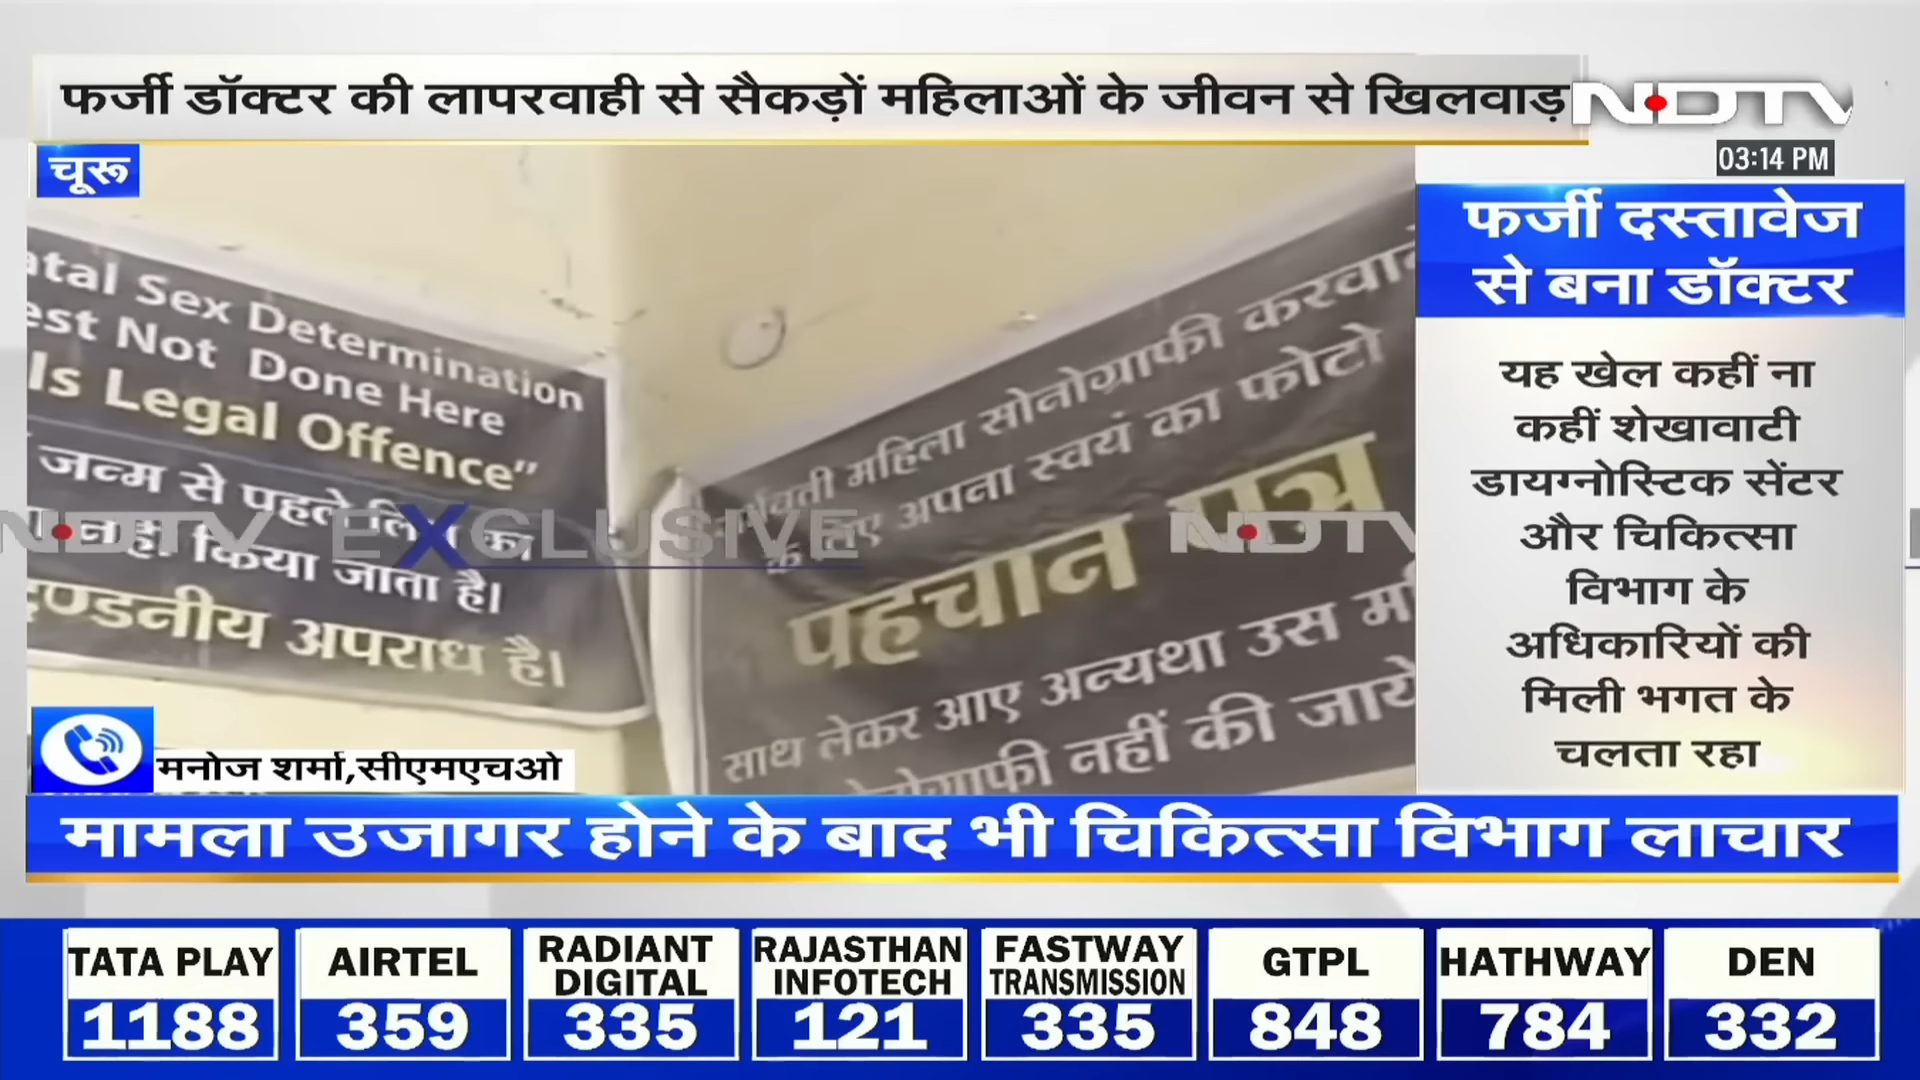 फर्जी डॉक्टर की लापरवाही से सैकड़ों महिलाओं के जीवन से खिलवाड़
NDTV
03:14 PM
चूरू
फर्जी दस्तावेज
से बना डॉक्टर
यह खेल कहीं ना
कहीं शेखावाटी
डायग्नोस्टिक सेंटर
और चिकित्सा
विभाग के
अधिकारियों की
मिली भगत के
चलता रहा
Sex Determination
Not Done Here
Is Legal Offence”
जन्म से पहले लिंग का
नहीं किया जाता है।
दण्डनीय अपराध है।
महिला सोनोग्राफी
के लिए अपना स्वयं का फोटो
पहचान पत्र
साथ लेकर आए अन्यथा उस
नहीं की
NDTV EXCLUSIVE
NDTV
मनोज शर्मा,सीएमएचओ
मामला उजागर होने के बाद भी चिकित्सा विभाग लाचार
TATA PLAY
1188
AIRTEL
359
RADIANT
DIGITAL
335
RAJASTHAN
INFOTECH
121
FASTWAY
TRANSMISSION
335
GTPL
848
HATHWAY
784
DEN
332